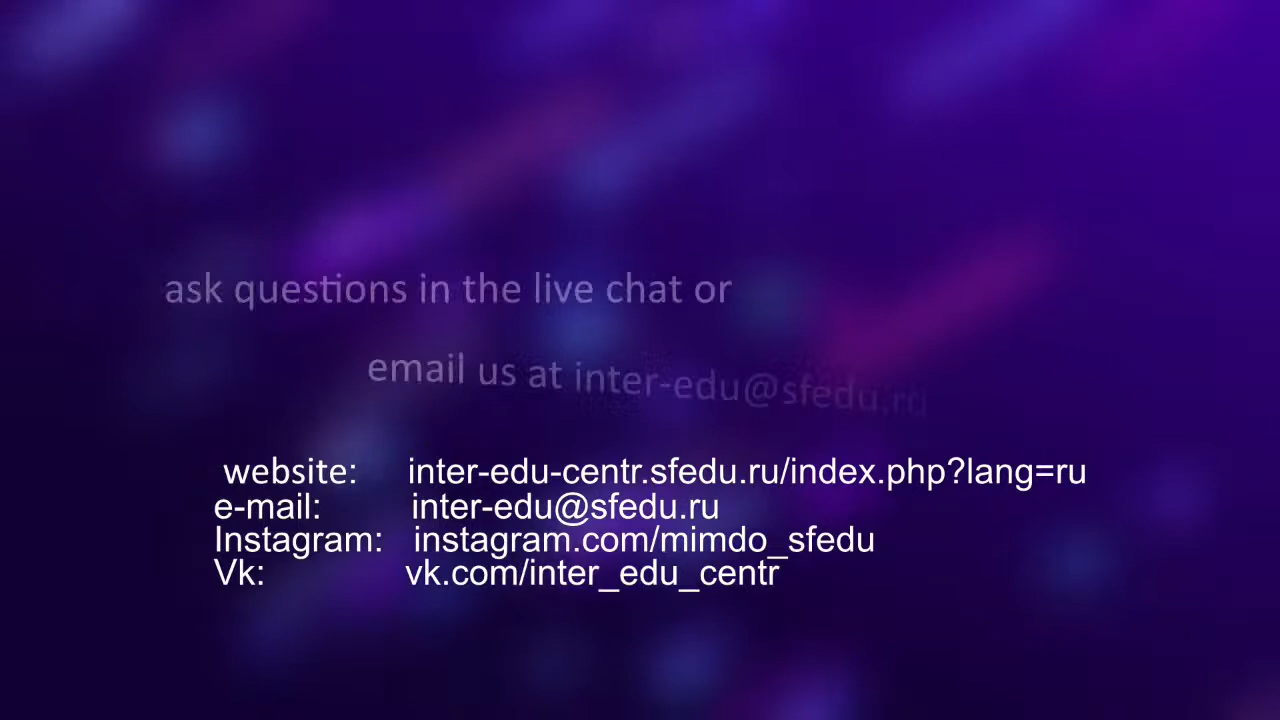 ask questions in the live chat or
email us at inter-edu@sfedu.ru
website: inter-edu-centr.sfedu.ru/index.php?lang=ru
e-mail: inter-edu@sfedu.ru
Instagram: instagram.com/mimdo_sfedu
Vk: vk.com/inter_edu_centr